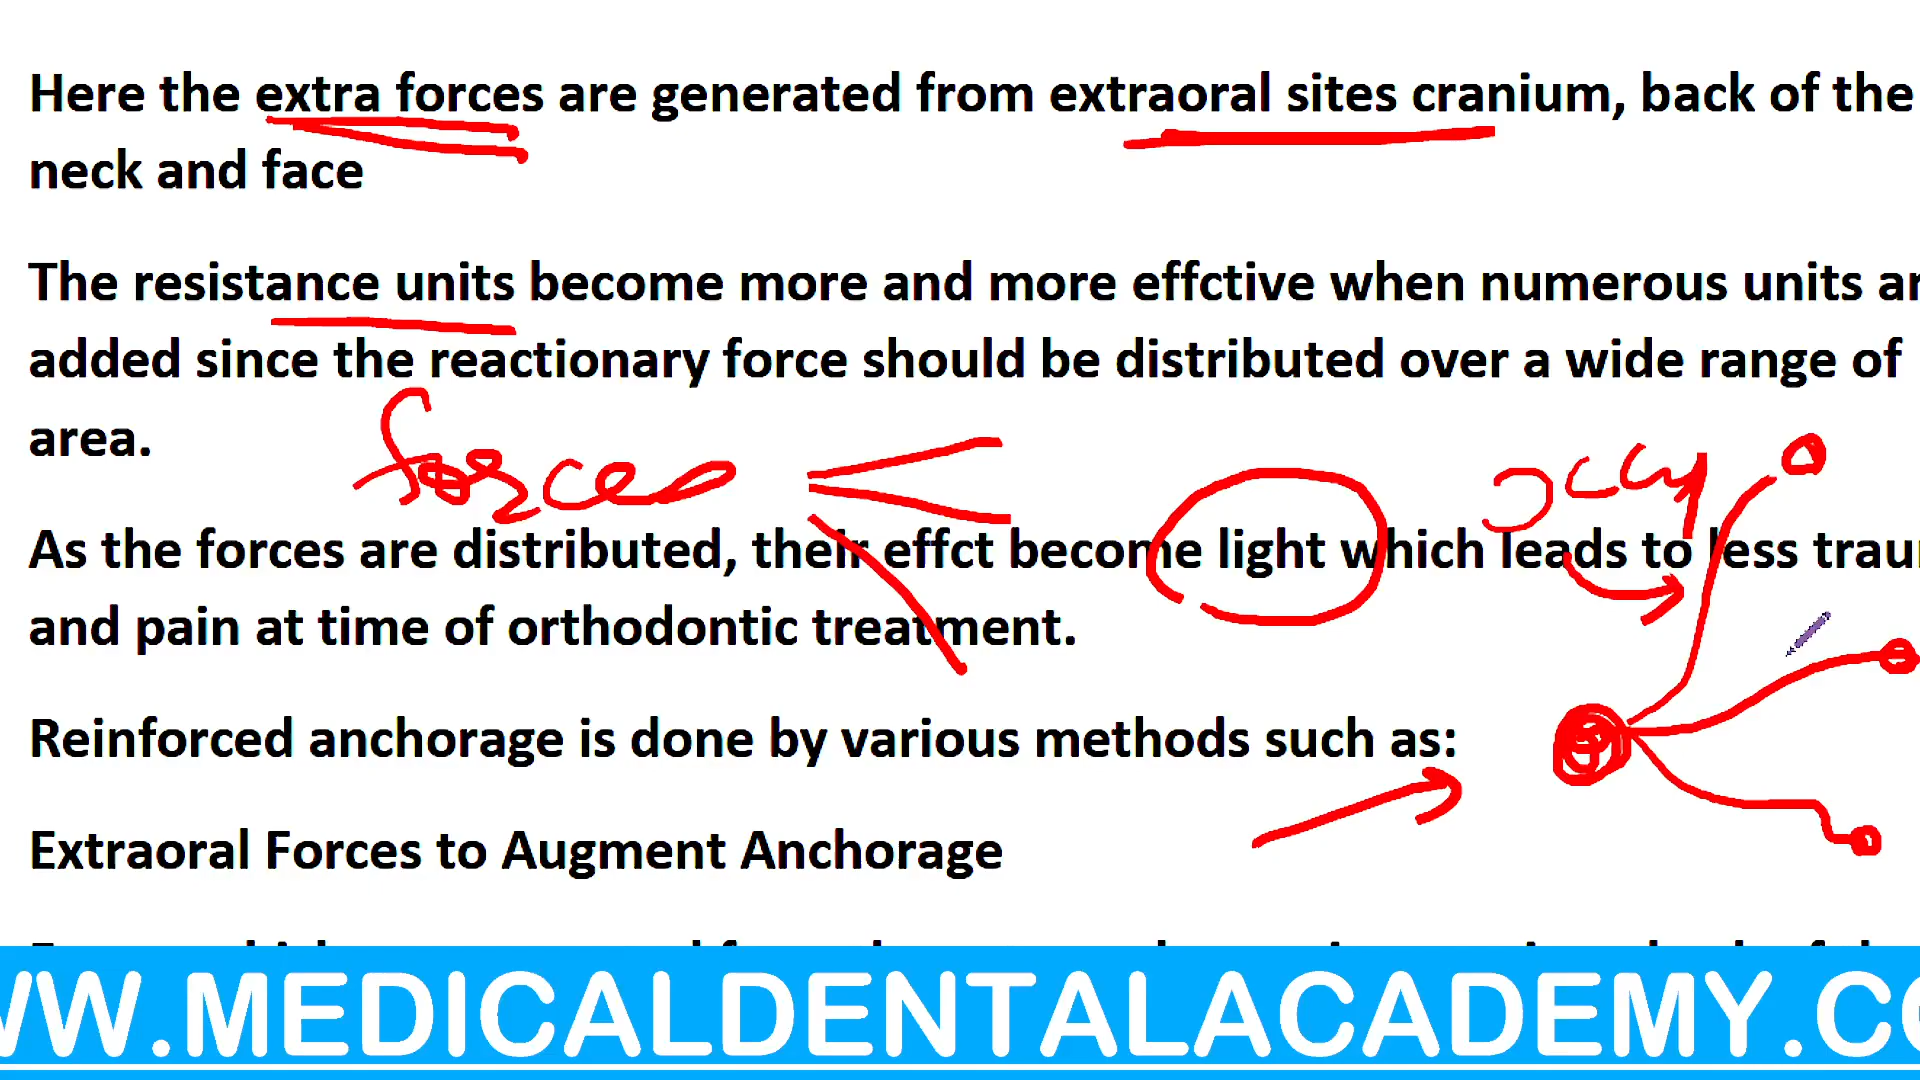 Here the extra forces are generated from extraoral sites cranium, back of the
neck and face
The resistance units become more and more effctive when numerous units
added since the reactionary force should be distributed over a wide range of
area.
forces
As the forces are distributed, their effct become light which leads to less
and pain at time of orthodontic treatment.
Reinforced anchorage is done by various methods such as:
Extraoral Forces to Augment Anchorage
WW.MEDICALDENTALACADEMY.CO